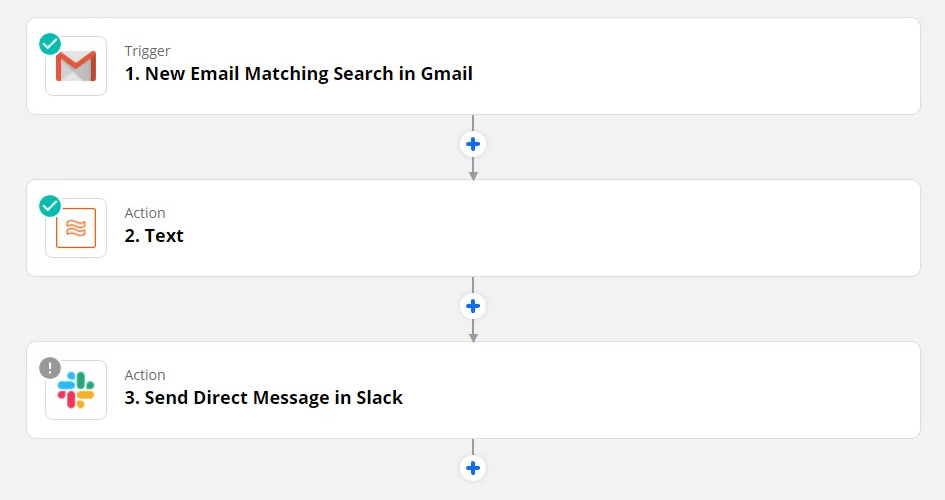 Trigger
1. New Email Matching Search in Gmail
Action
2. Text
Action
3. Send Direct Message in Slack